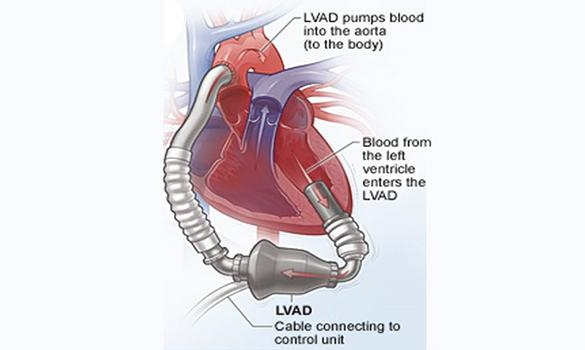 LVAD pumps blood
into the aorta
(to the body)
Blood from
the left
ventricle
enters the
LVAD
LVAD
Cable connecting to
control unit